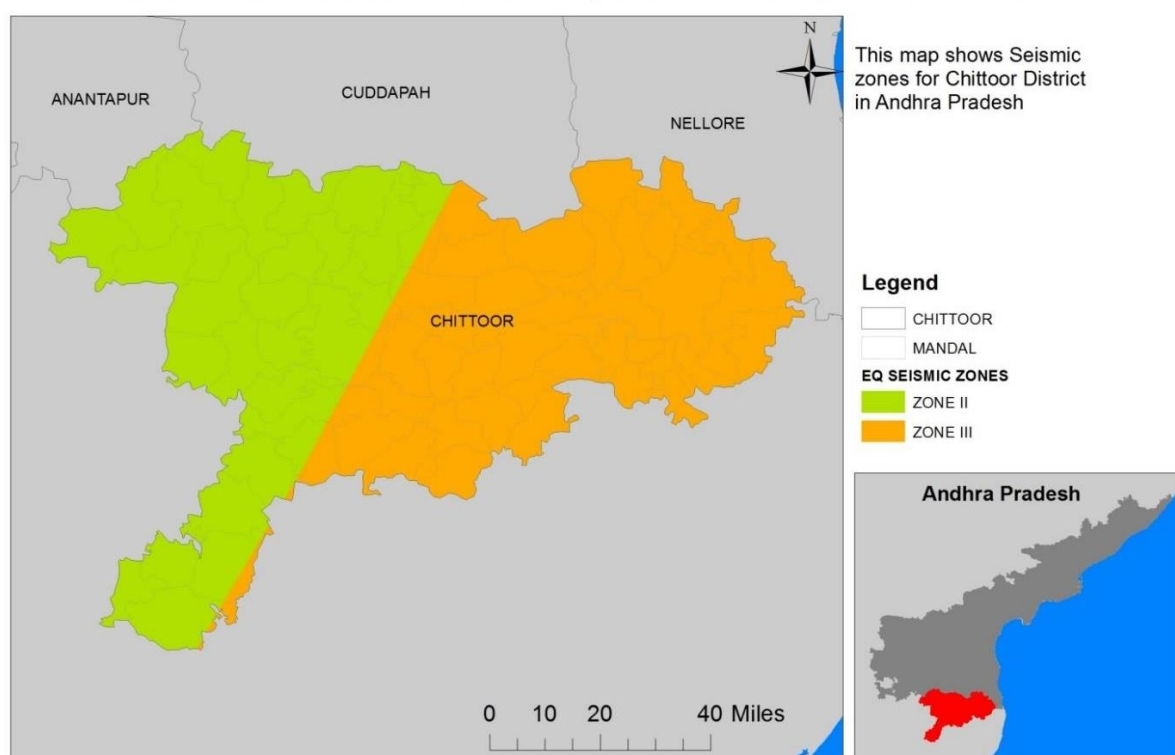 N
This map shows Seismic
zones for Chittoor District
in Andhra Pradesh
ANANTAPUR
CUDDAPAH
NELLORE
CHITTOOR
Legend
CHITTOOR
MANDAL
EQ SEISMIC ZONES
ZONE II
ZONE III
Andhra Pradesh
0 10 20 40 Miles